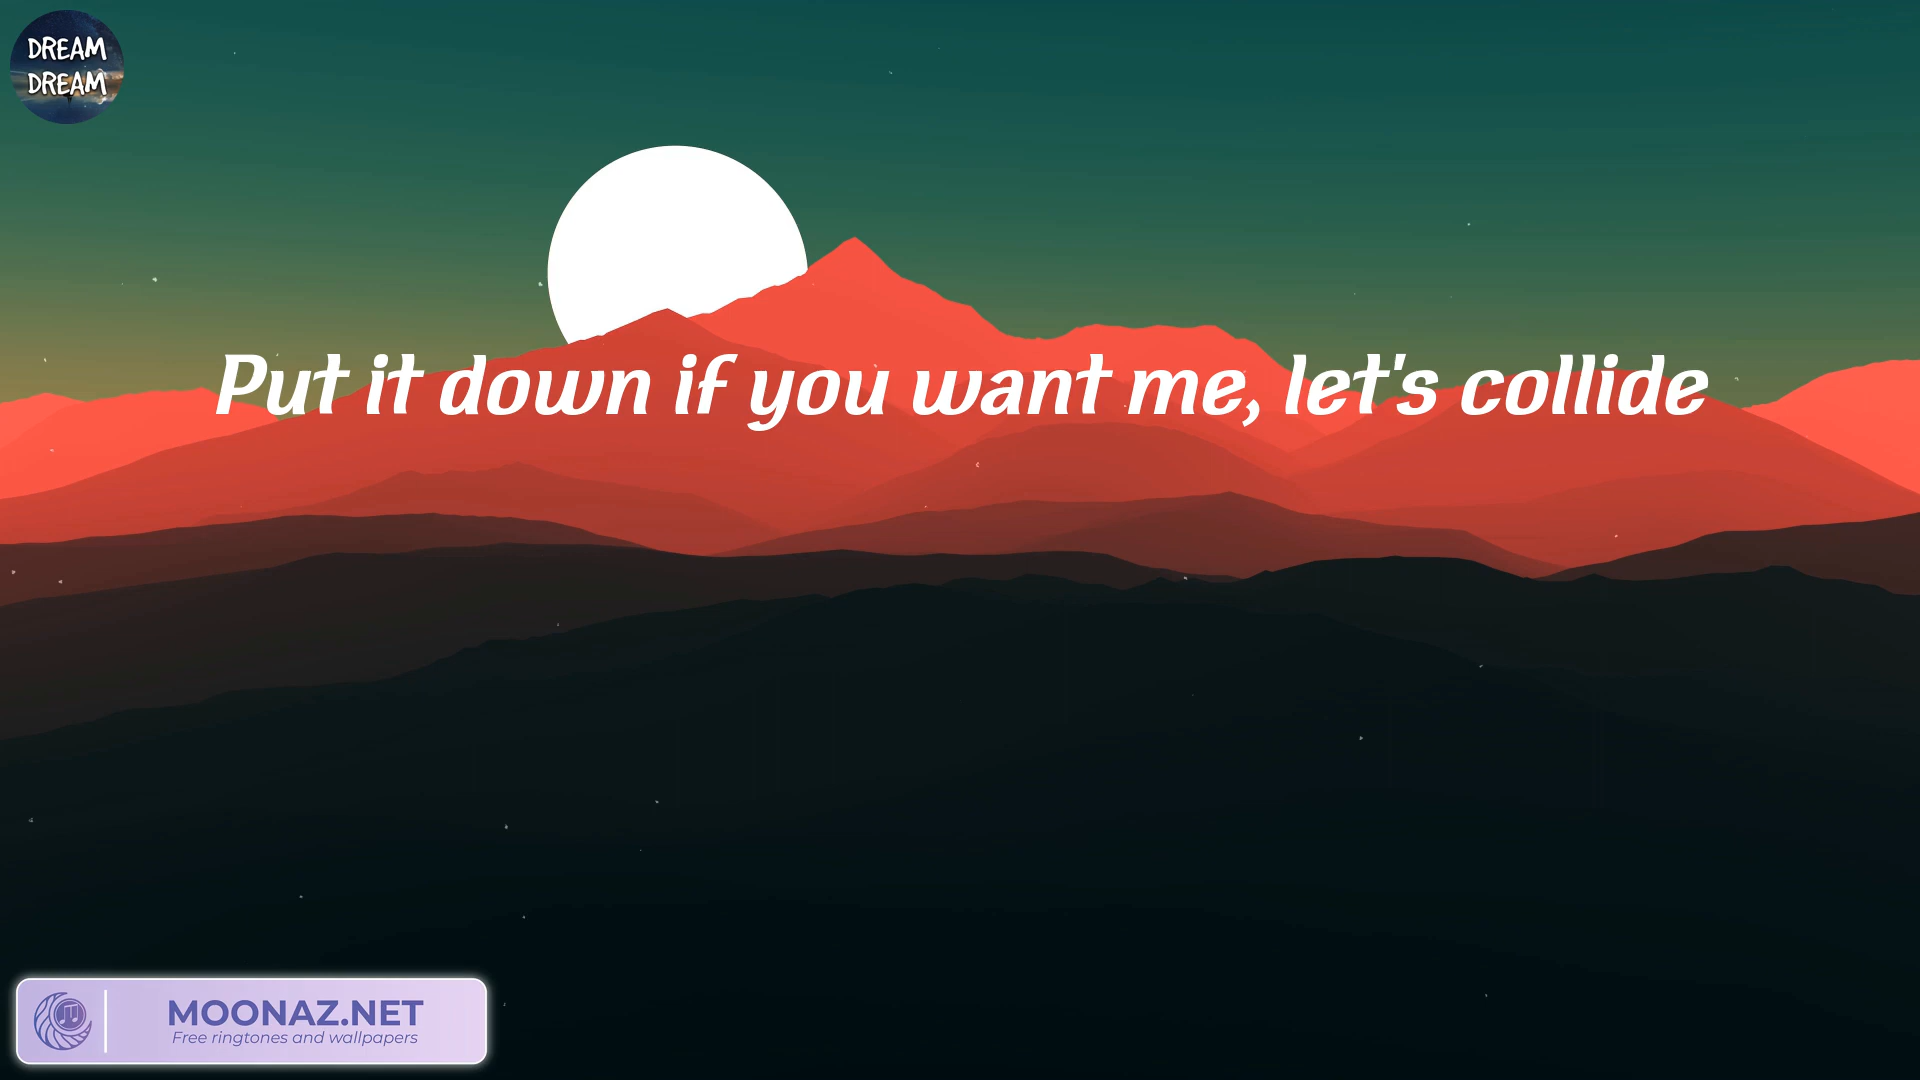 DREAM
DREAM
Put it down if you want me, let's collide
MOONAZ.NET
Free ringtones and wallpapers